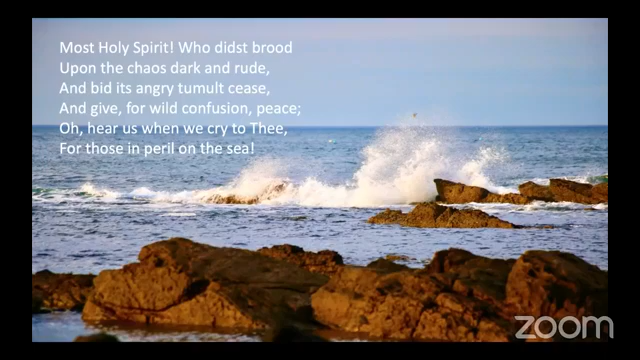 Most Holy Spirit! Who didst brood
Upon the chaos dark and rude,
And bid its angry tumult cease,
And give, for wild confusion, peace;
Oh, hear us when we cry to Thee,
For those in peril on the sea!
zoom